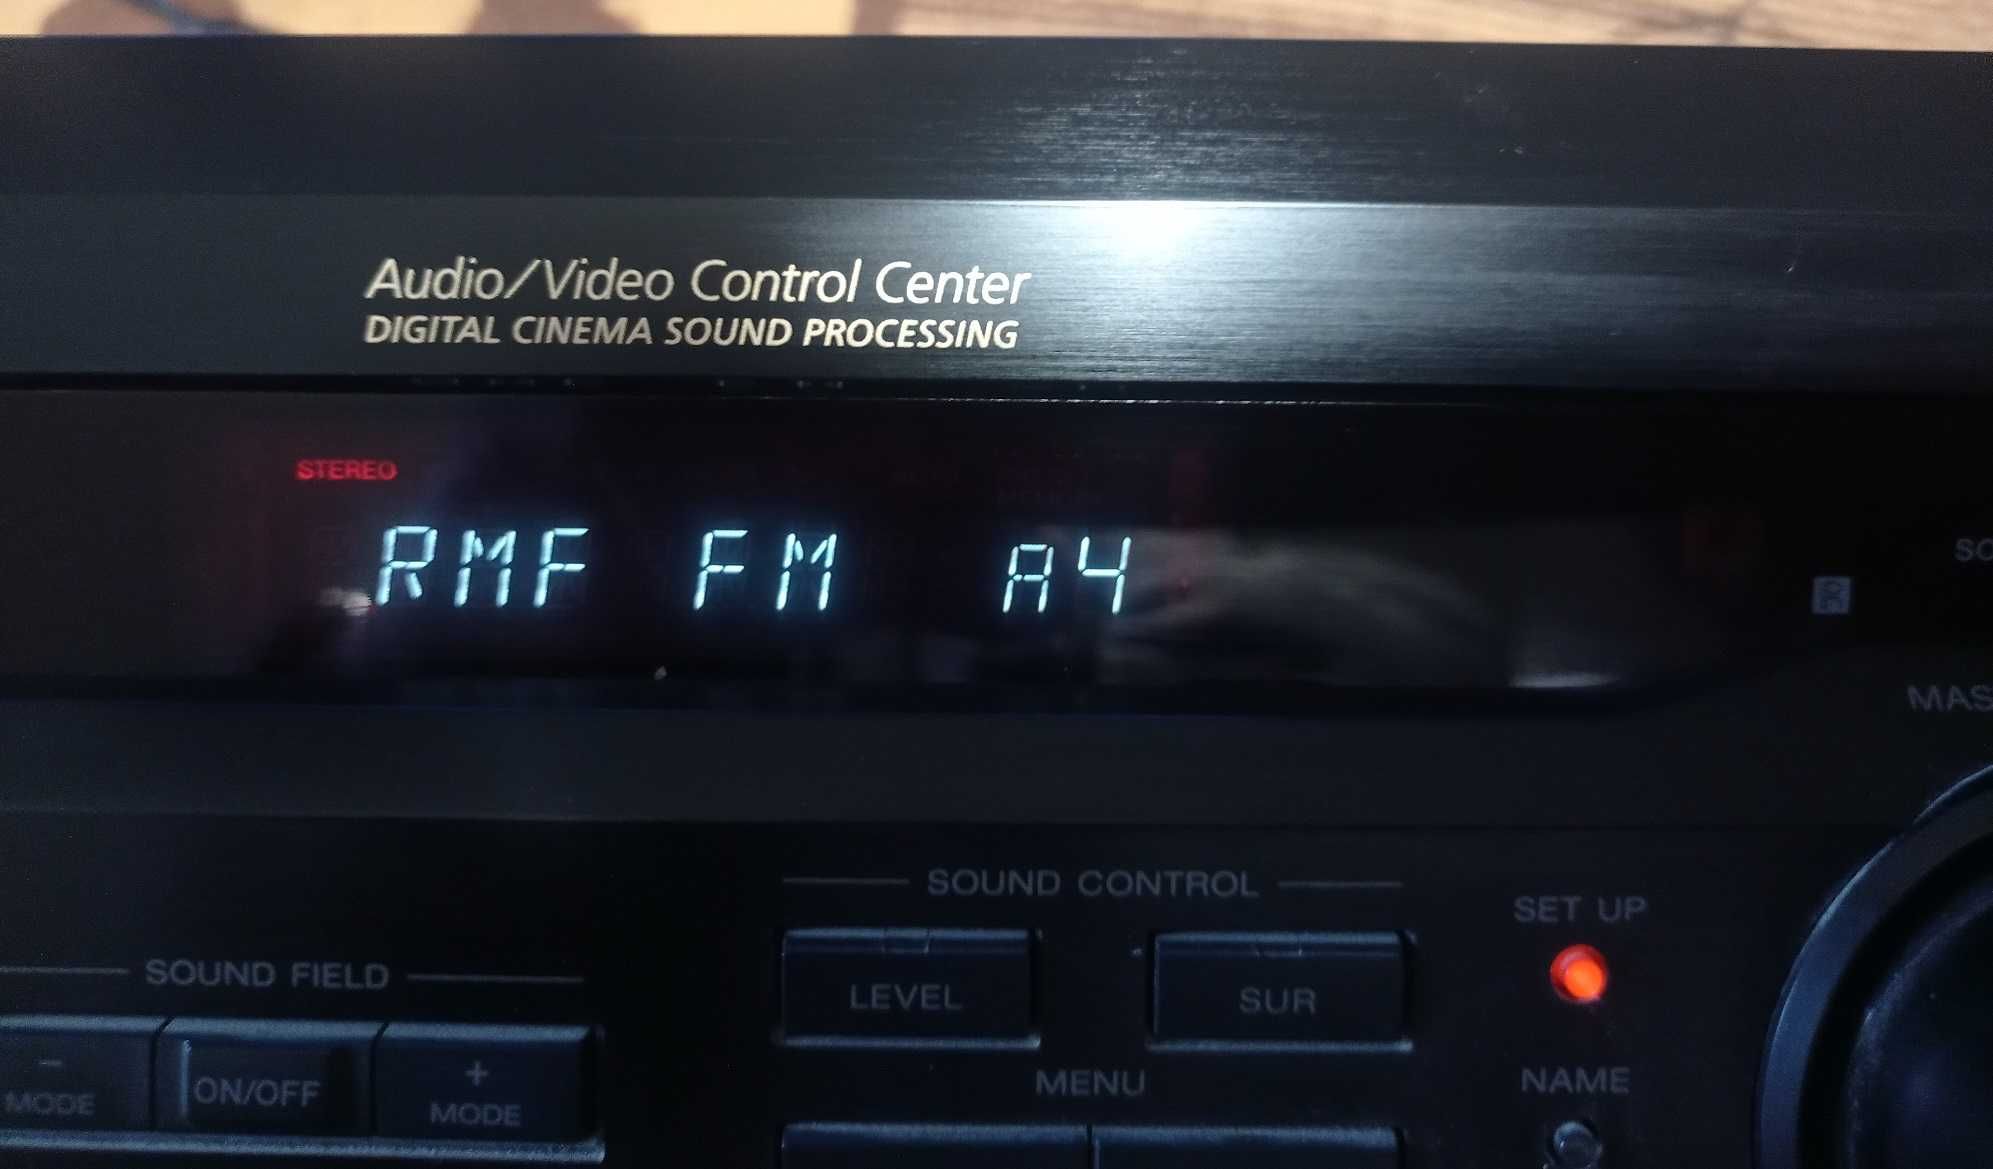 Audio/Video Control Center
DIGITAL CINEMA SOUND PROCESSING
STEREO
RMF FM A4
SOUND CONTROL
SET UP
SOUND FIELD
LEVEL
SUR
- MODE
ON/OFF
+ MODE
MENU
NAME